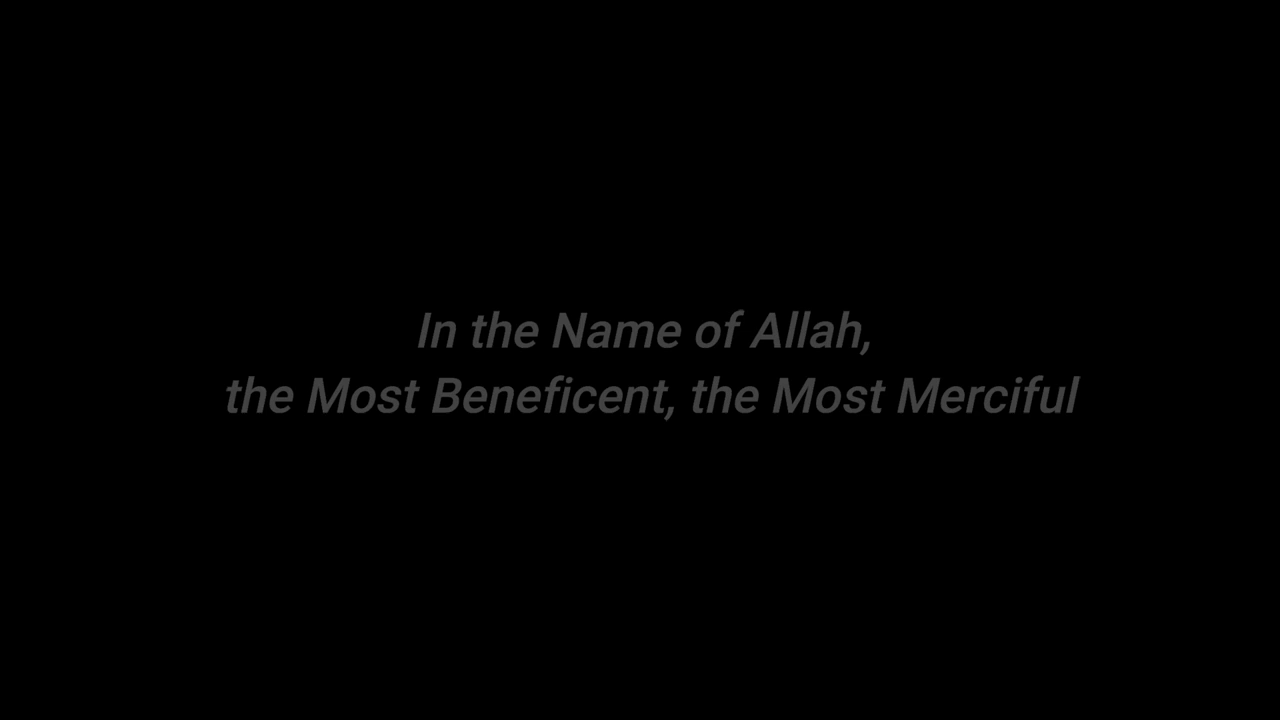 In the Name of Allah,
the Most Beneficent, the Most Merciful